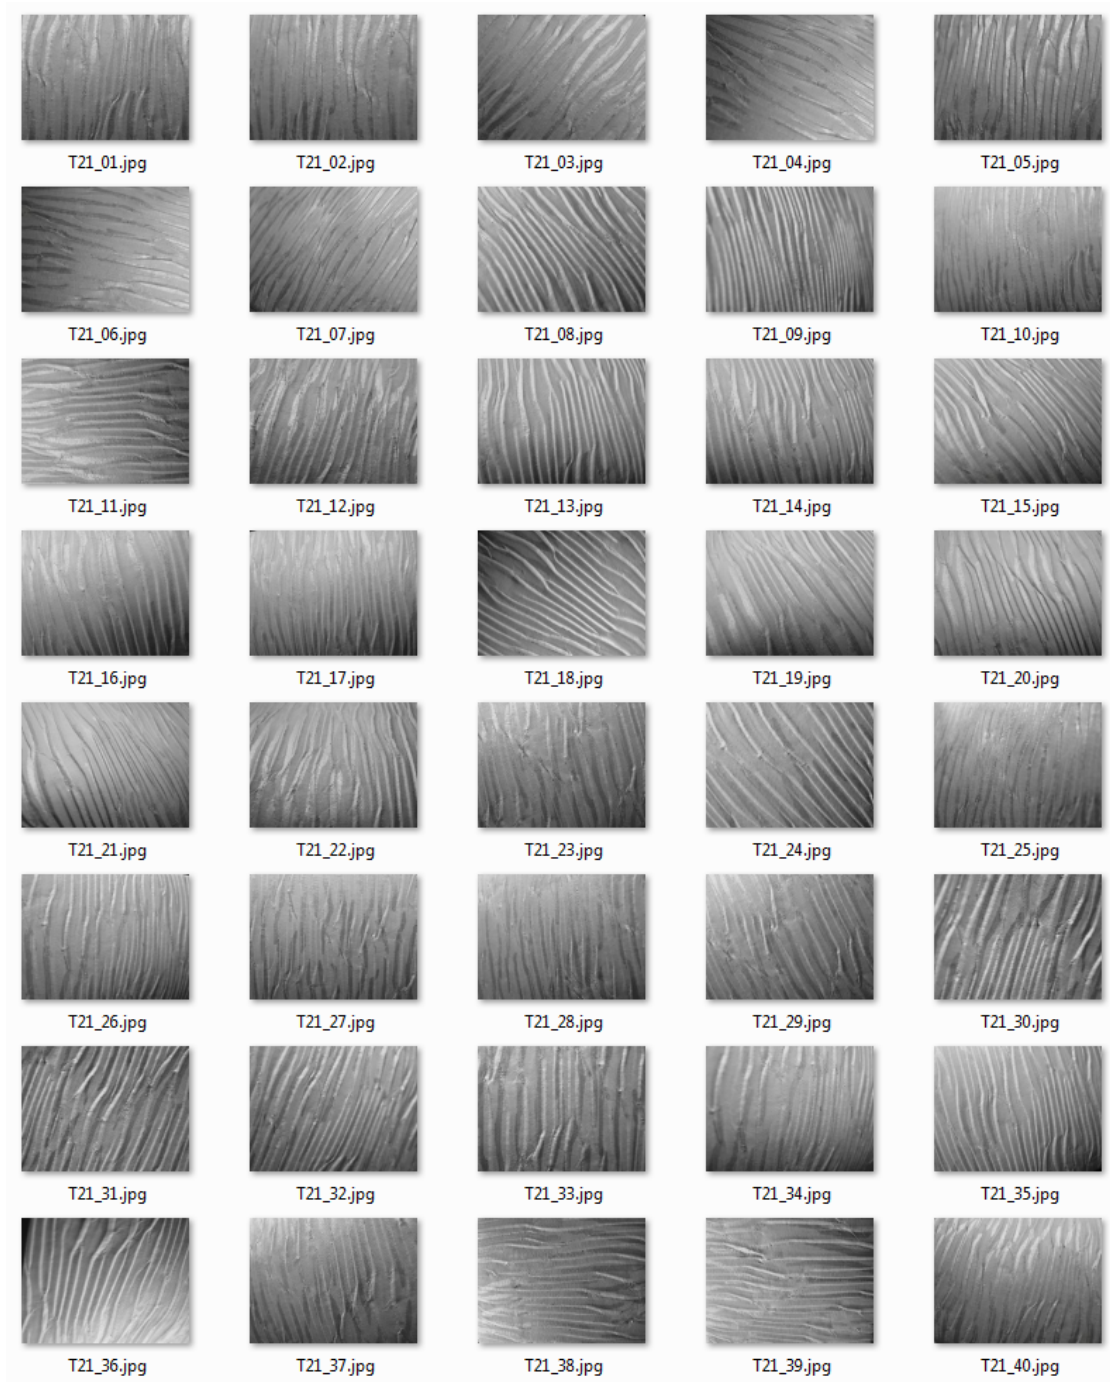 T21_01.jpg T21_02.jpg T21_03.jpg T21_04.jpg T21_05.jpg
T21_06.jpg T21_07.jpg T21_08.jpg T21_09.jpg T21_10.jpg
T21_11.jpg T21_12.jpg T21_13.jpg T21_14.jpg T21_15.jpg
T21_16.jpg T21_17.jpg T21_18.jpg T21_19.jpg T21_20.jpg
T21_21.jpg T21_22.jpg T21_23.jpg T21_24.jpg T21_25.jpg
T21_26.jpg T21_27.jpg T21_28.jpg T21_29.jpg T21_30.jpg
T21_31.jpg T21_32.jpg T21_33.jpg T21_34.jpg T21_35.jpg
T21_36.jpg T21_37.jpg T21_38.jpg T21_39.jpg T21_40.jpg